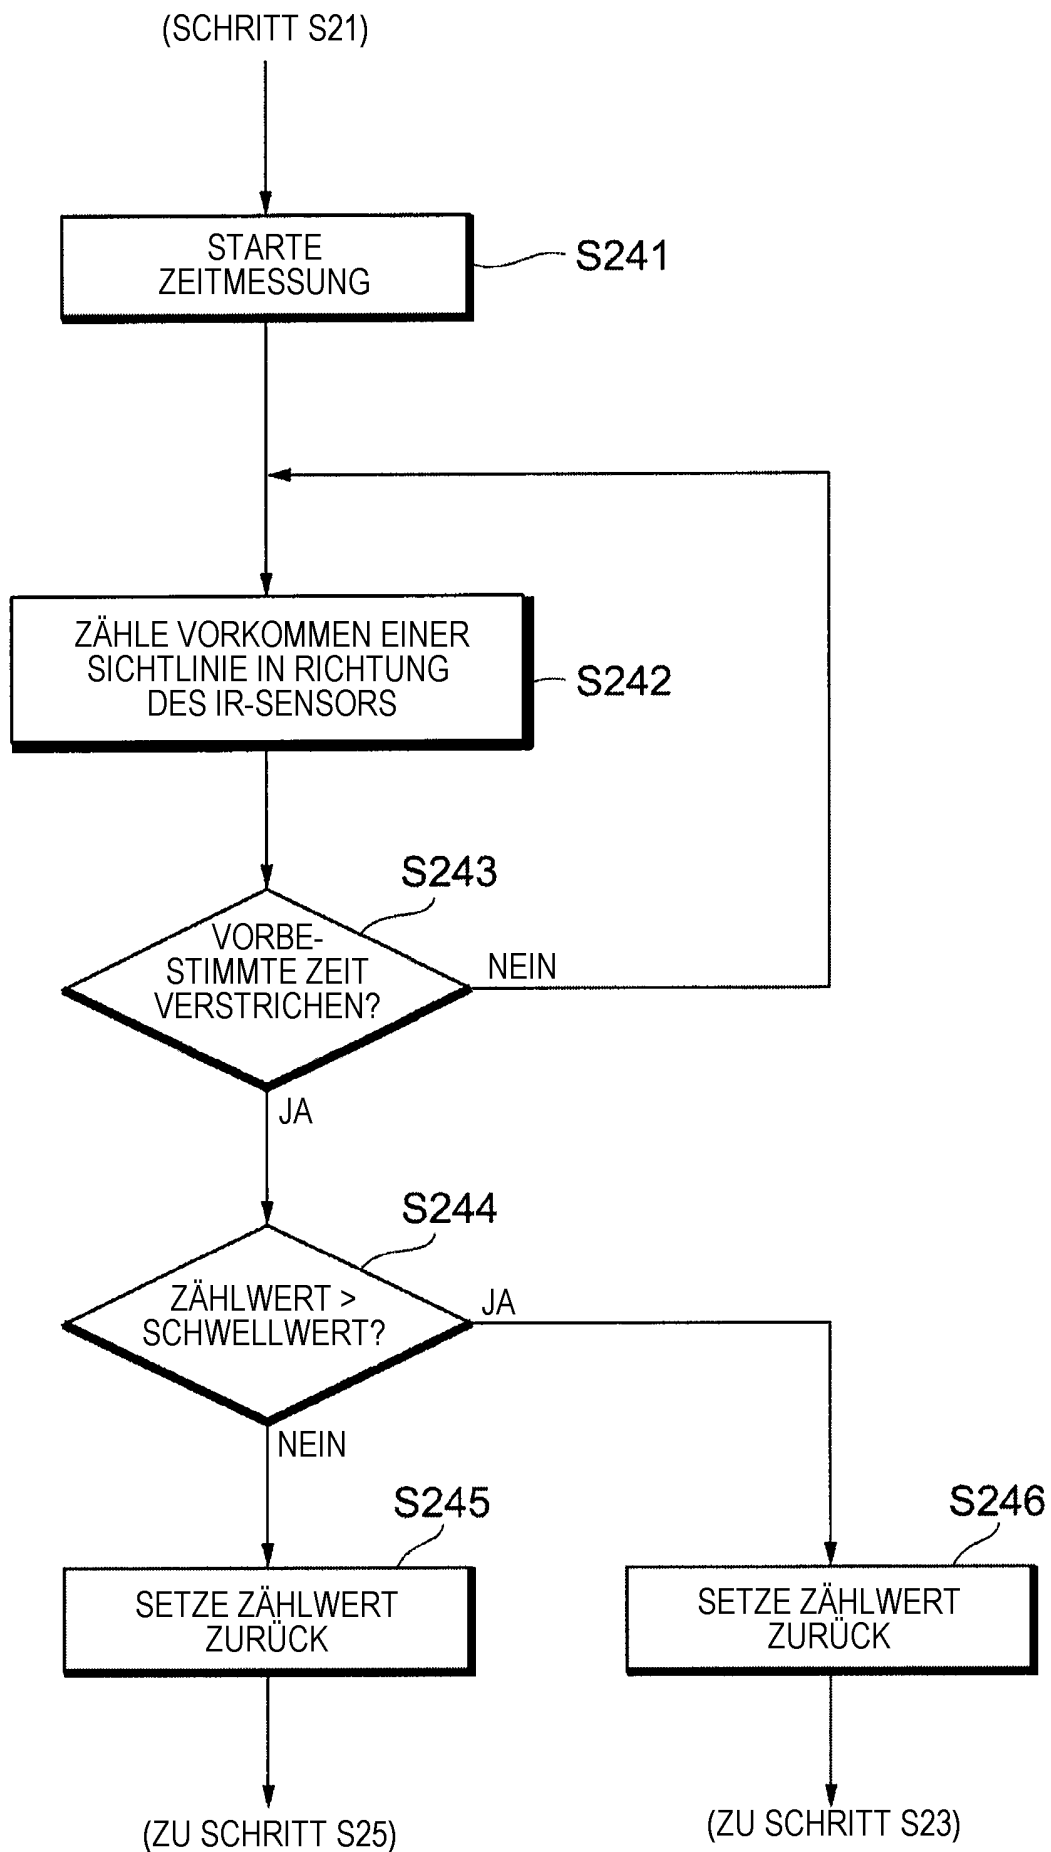 (SCHRITT S21)
STARTE
ZEITMESSUNG
S241
ZÄHLE VORKOMMEN EINER
SICHTLINIE IN RICHTUNG
DES IR-SENSORS
S242
S243
VORBE-
STIMMTE ZEIT
VERSTRICHEN?
NEIN
JA
S244
ZÄHLWERT >
SCHWELLWERT?
JA
NEIN
S245
SETZE ZÄHLWERT
ZURÜCK
S246
SETZE ZÄHLWERT
ZURÜCK
(ZU SCHRITT S25)
(ZU SCHRITT S23)